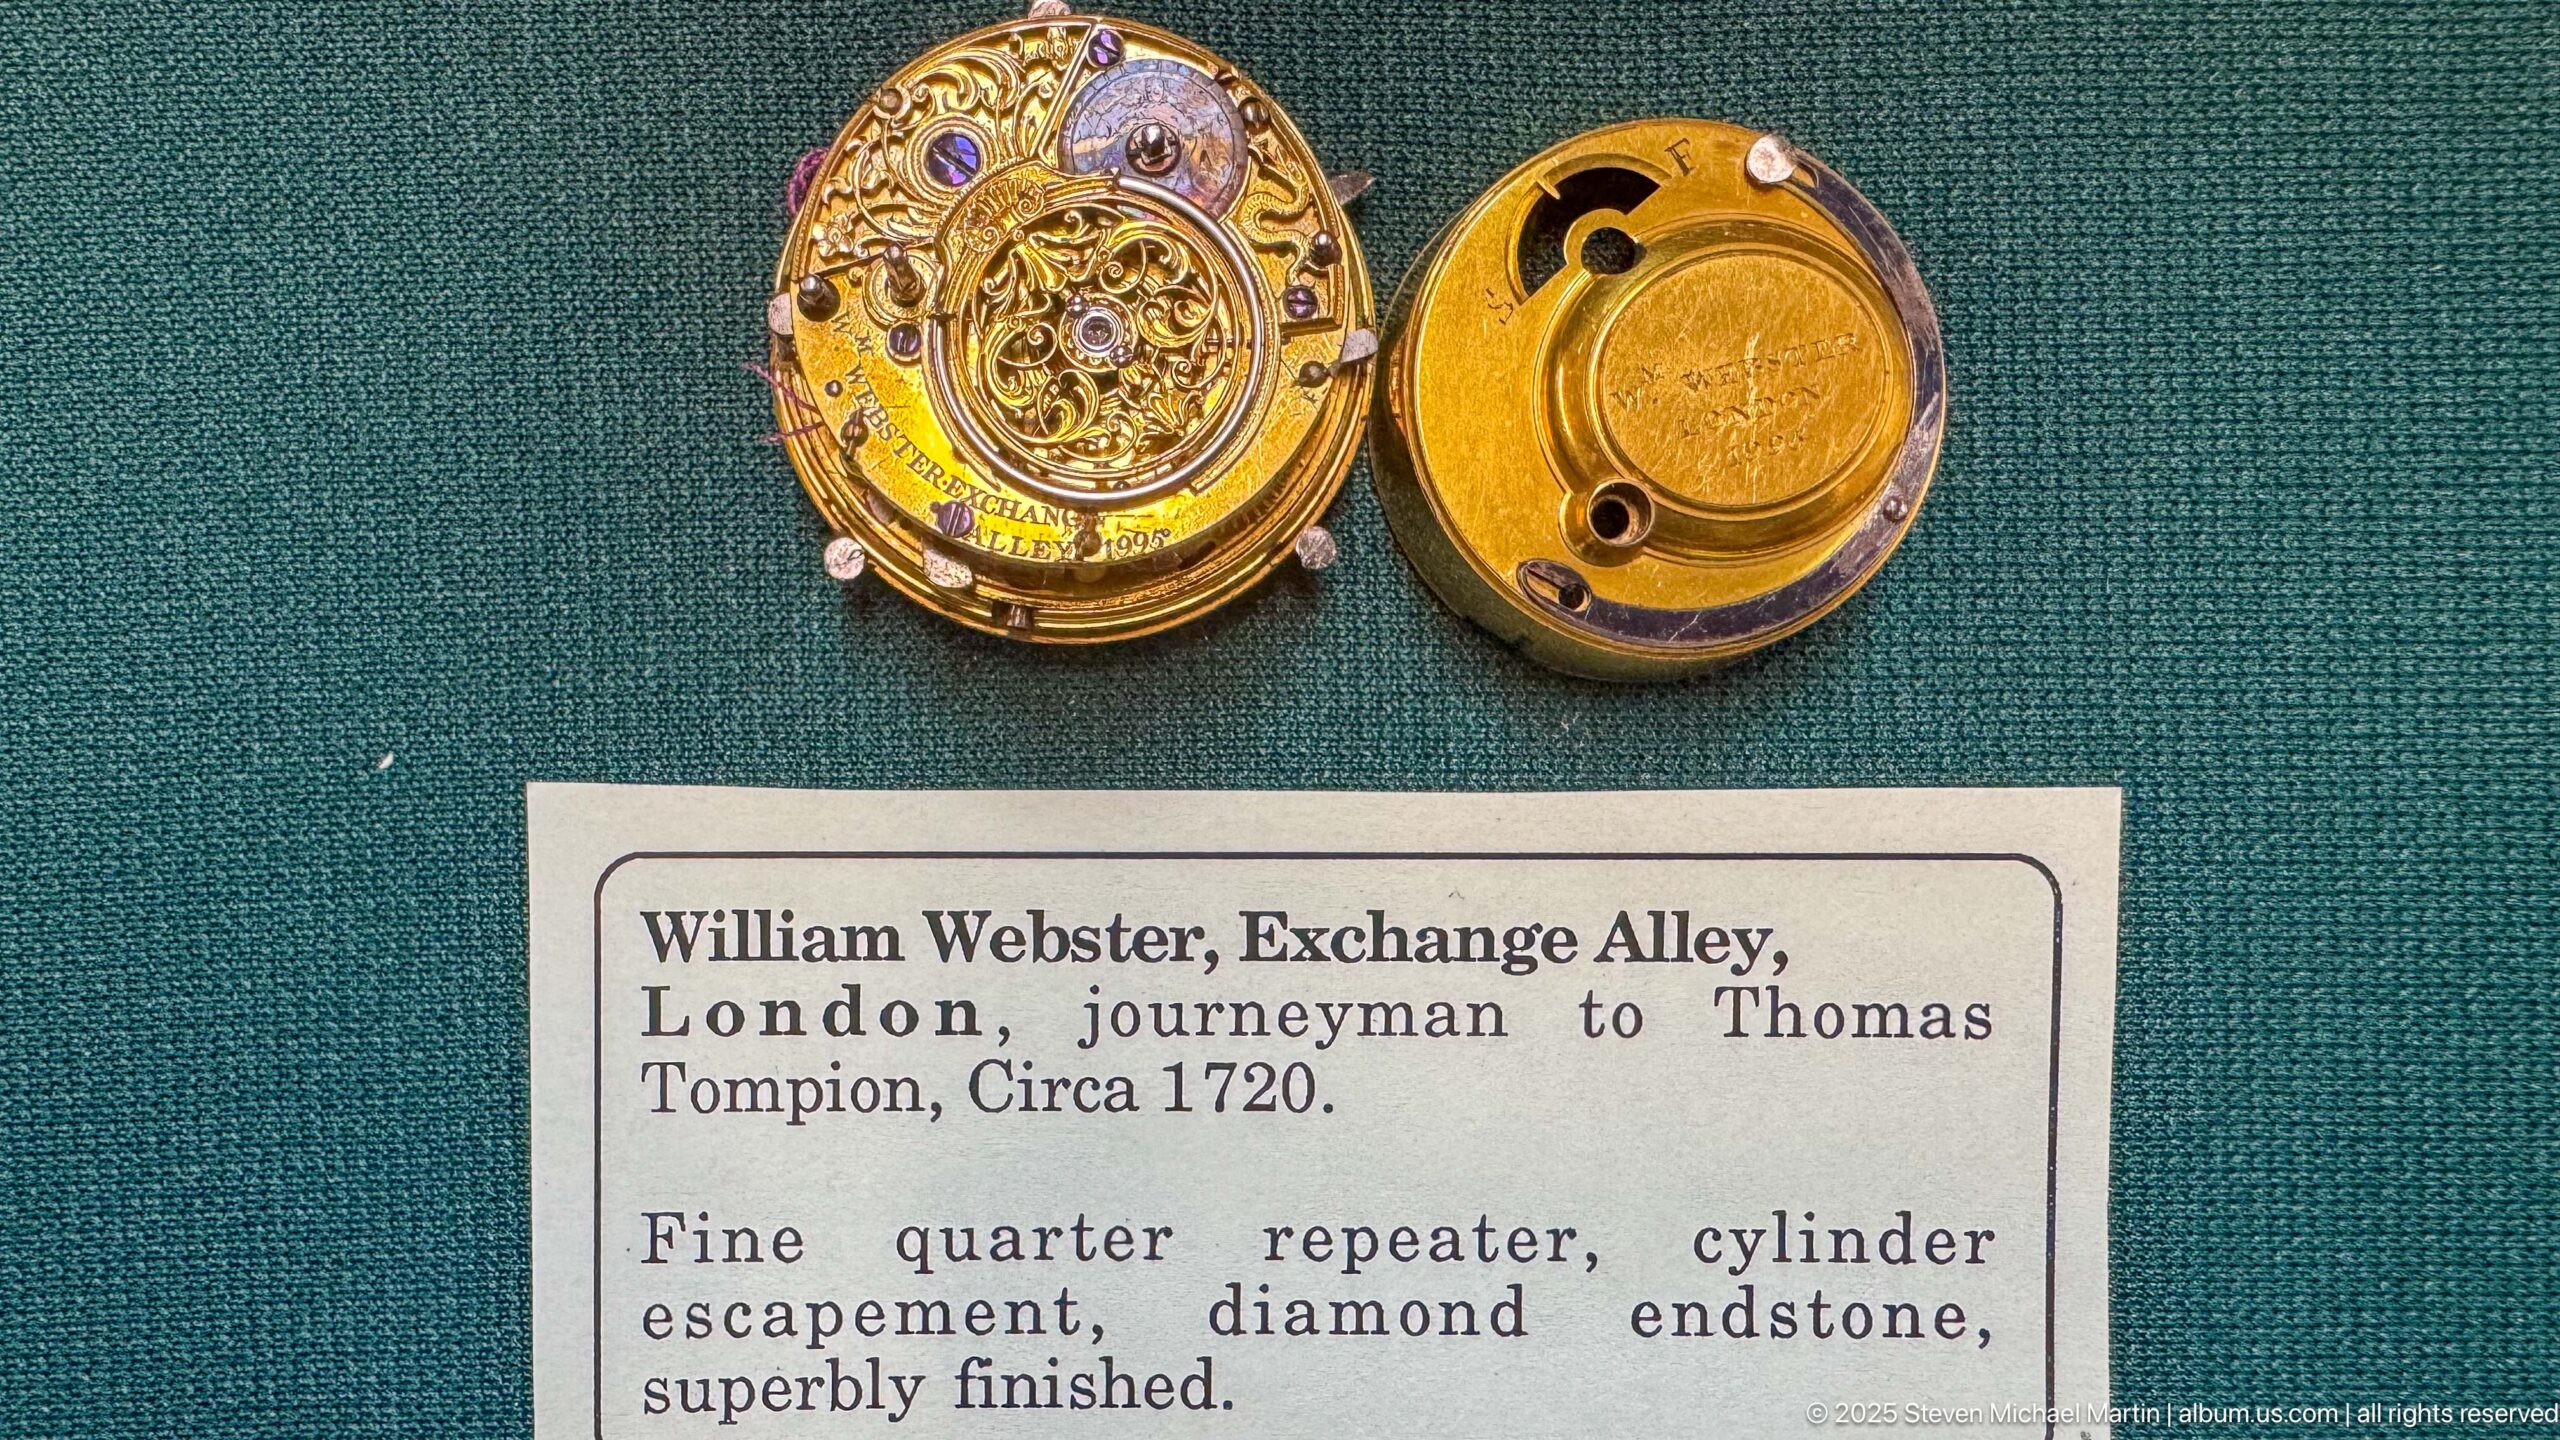 W.M WEBSTER. EXCHANGE
ALLEY 1995
F
S
W.M WEBSTER
LONDON
1995
William Webster, Exchange Alley,
London, journeyman to Thomas
Tompion, Circa 1720.
Fine quarter repeater, cylinder
escapement, diamond endstone,
superbly finished.
© 2025 Steven Michael Martin | album.us.com | all rights reserved